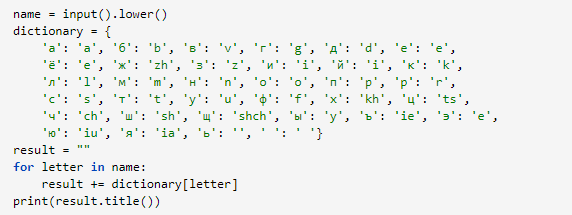 name = input().lower()
dictionary = {
    'а': 'a', 'б': 'b', 'в': 'v', 'г': 'g', 'д': 'd', 'е': 'e',
    'ё': 'e', 'ж': 'zh', 'з': 'z', 'и': 'i', 'й': 'i', 'к': 'k',
    'л': 'l', 'м': 'm', 'н': 'n', 'о': 'o', 'п': 'p', 'р': 'r',
    'с': 's', 'т': 't', 'у': 'u', 'ф': 'f', 'х': 'kh', 'ц': 'ts',
    'ч': 'ch', 'ш': 'sh', 'щ': 'shch', 'ы': 'y', 'ъ': 'ie', 'э': 'e',
    'ю': 'iu', 'я': 'ia', 'ь': '', ' ': ' '}
result = ""
for letter in name:
    result += dictionary[letter]
print(result.title())